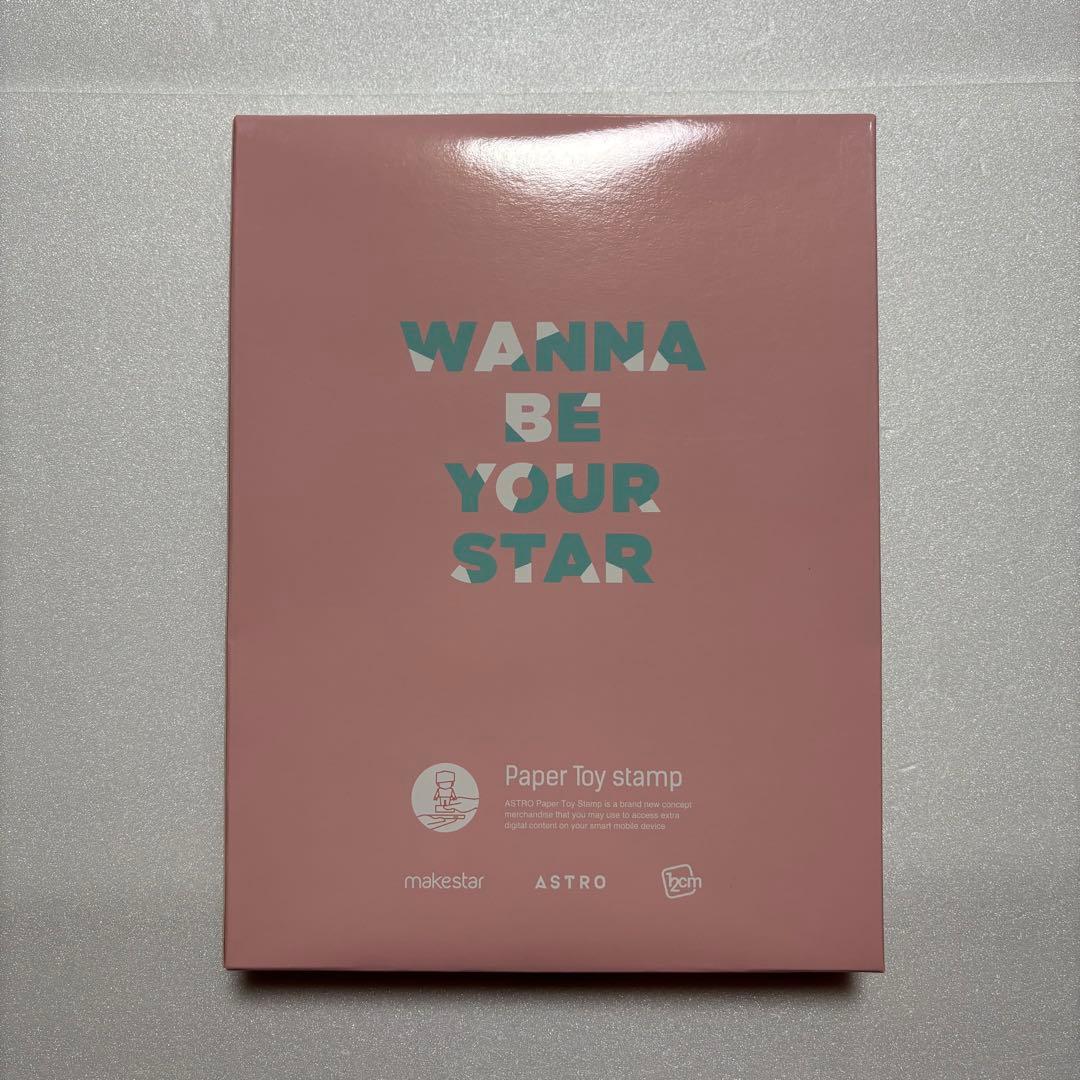 WANNA
BE
YOUR
STAR
Paper Toy stamp
ASTRO Paper Toy Stamp is a brand new concept
merchandise that you may use to access extra
digital content on your smart mobile device
makestar ASTRO 12cm